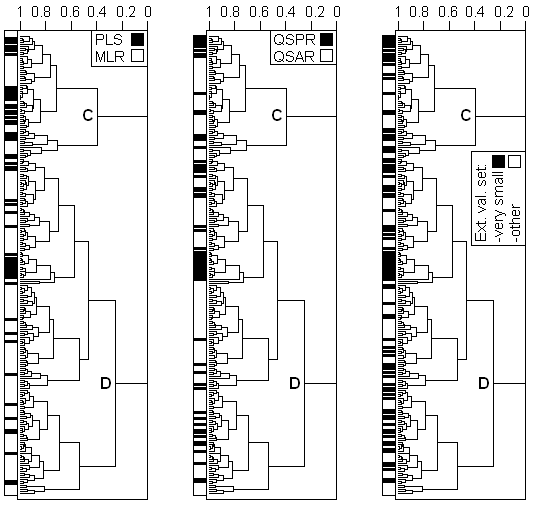 1 0.8 0.6 0.4 0.2 0
PLS
MLR
C
D
1 0.8 0.6 0.4 0.2 0
QSPR
QSAR
C
D
1 0.8 0.6 0.4 0.2 0
C
Ext. val. set:
-very small
-other
D